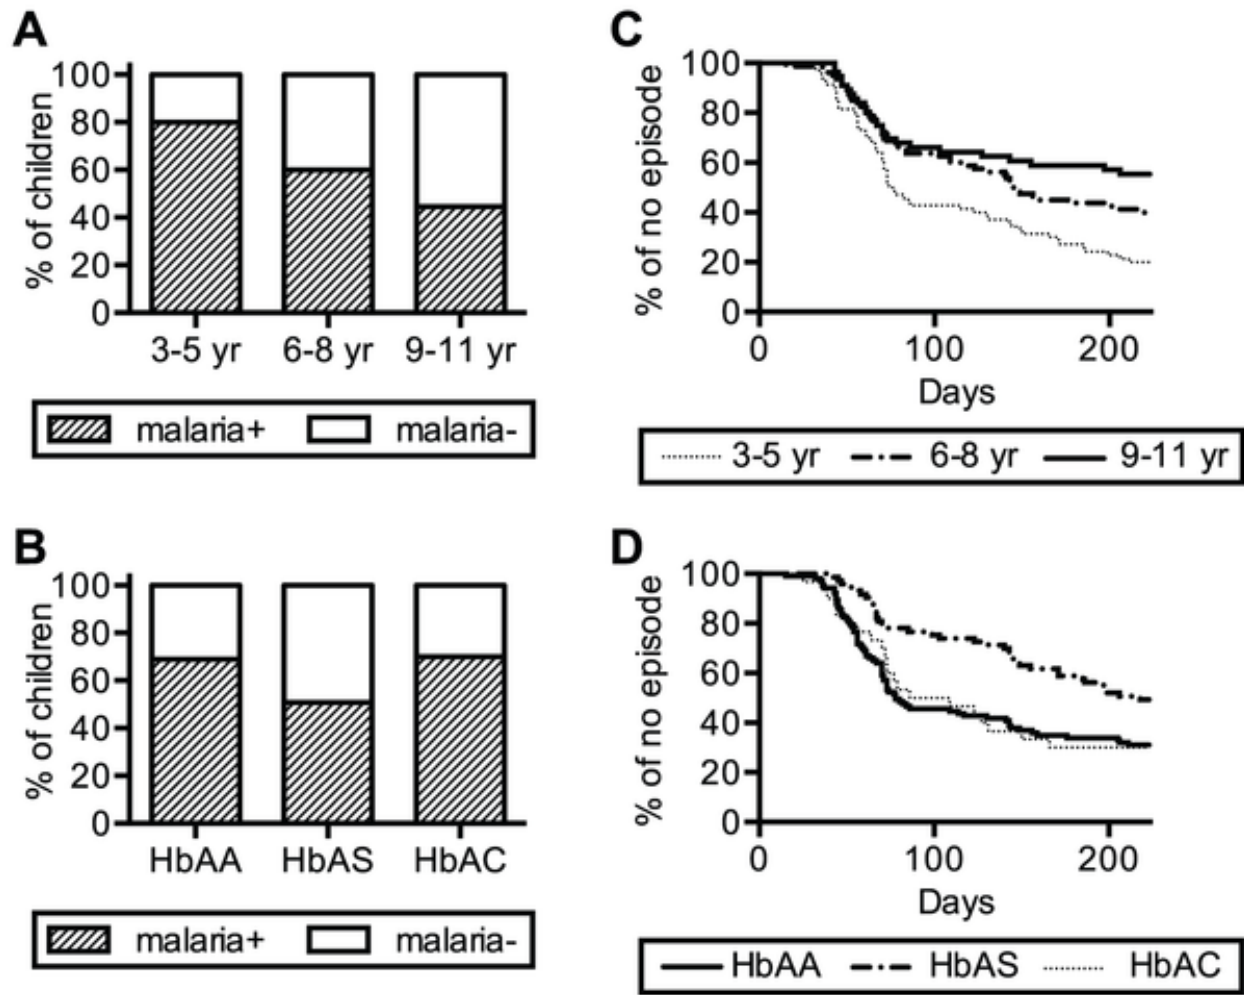 A
% of children
100
80
60
40
20
0
3-5 yr 6-8 yr 9-11 yr
malaria+ malaria-
B
% of children
100
80
60
40
20
0
HbAA HbAS HbAC
malaria+ malaria-
C
% of no episode
100
80
60
40
20
0
0 100 200
Days
3-5 yr 6-8 yr 9-11 yr
D
% of no episode
100
80
60
40
20
0
0 100 200
Days
HbAA HbAS HbAC